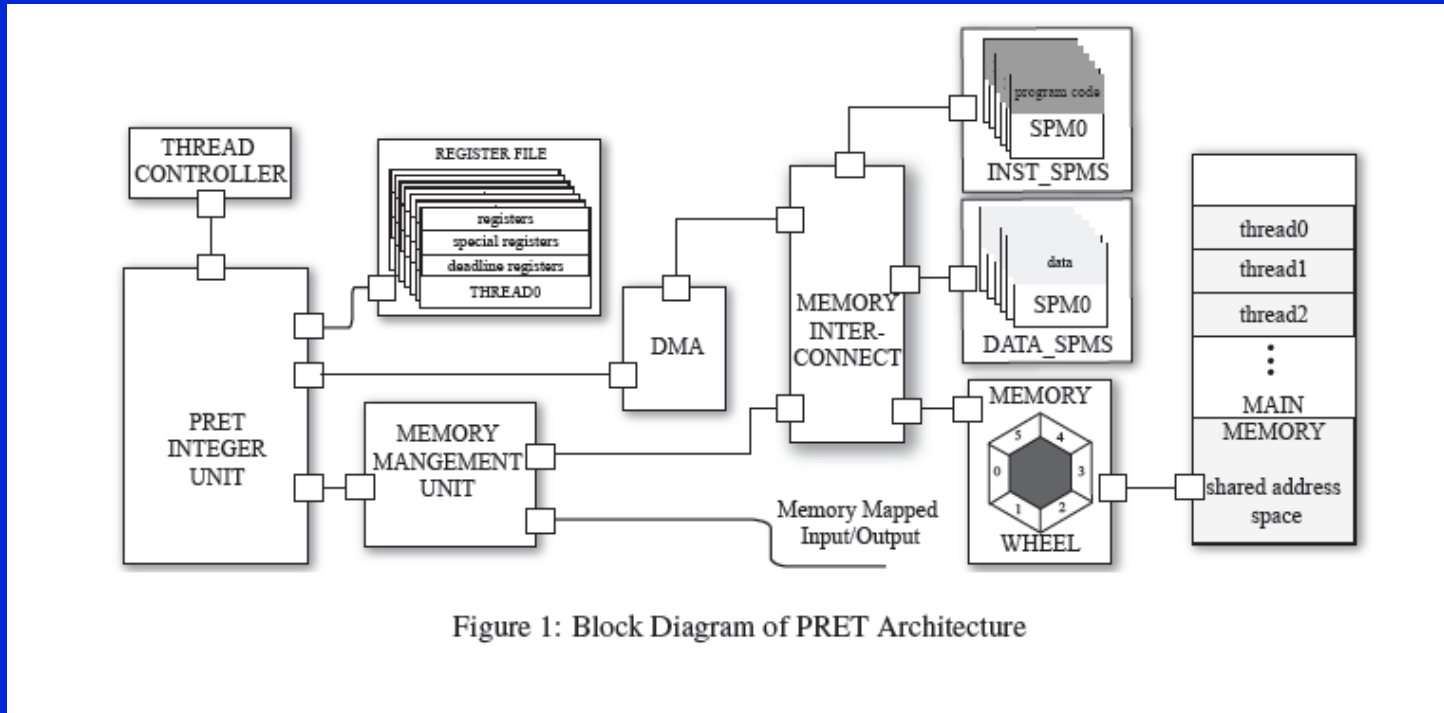 THREAD
CONTROLLER
REGISTER FILE
registers
special registers
deadline registers
THREAD0
PRET
INTEGER
UNIT
MEMORY
MANGEMENT
UNIT
DMA
MEMORY
INTER-
CONNECT
Memory Mapped
Input/Output
program code
SPM0
INST_SPMS
data
SPM0
DATA_SPMS
MEMORY
5 4
0 3
1 2
WHEEL
thread0
thread1
thread2
MAIN
MEMORY
shared address
space
Figure 1: Block Diagram of PRET Architecture